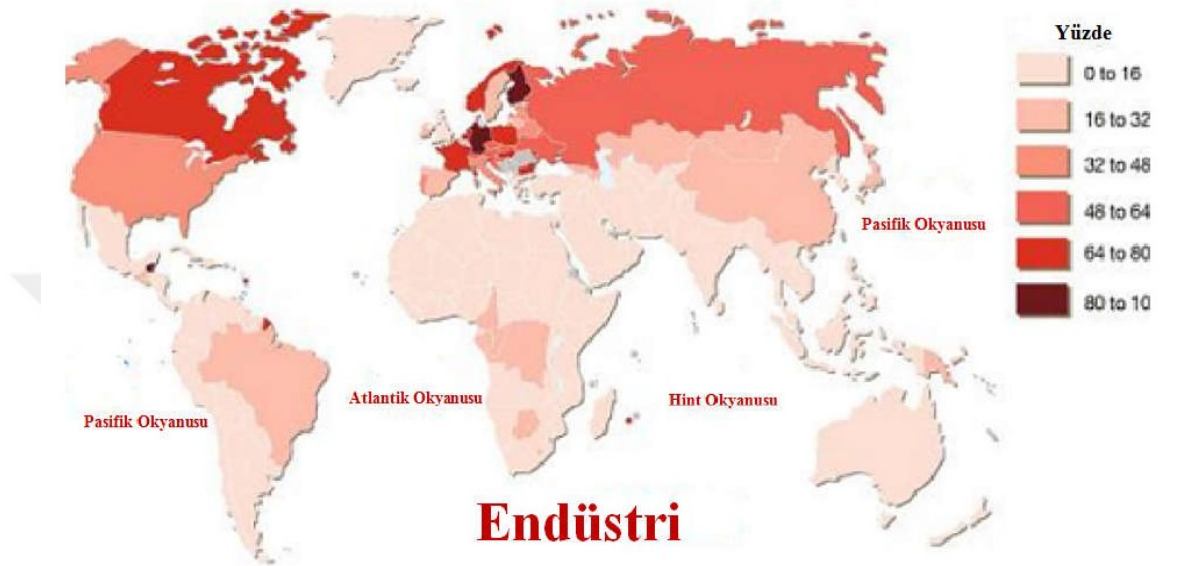 Yüzde
0 to 16
16 to 32
32 to 48
48 to 64
64 to 80
80 to 10
Pasifik Okyanusu
Atlantik Okyanusu
Hint Okyanusu
Pasifik Okyanusu
Endüstri